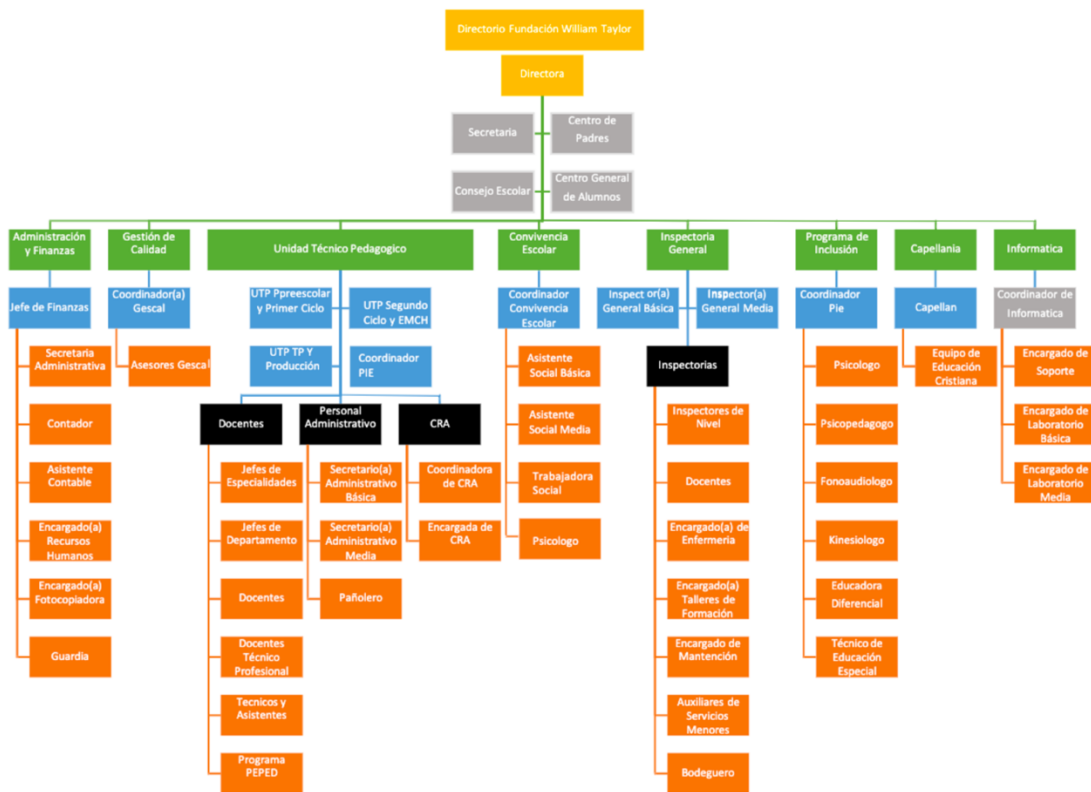 Directorio Fundación William Taylor
Directora
Secretaria
Centro de
Padres
Consejo Escolar
Centro General
de Alumnos
Administración
y Finanzas
Gestión de
Calidad
Unidad Técnico Pedagogico
Convivencia
Escolar
Inspectoria
General
Programa de
Inclusión
Capellania
Informatica
Jefe de Finanzas
Coordinador(a)
Gescal
UTP Ppreescolar
y Primer Ciclo
UTP Segundo
Ciclo y EMCH
UTP TP Y
Producción
Coordinador
PIE
Coordinador
Convivencia
Escolar
Inspect or(a)
General Básica
Inspector(a)
General Media
Coordinador
Pie
Capellan
Coordinador de
Informatica
Secretaria
Administrativa
Contador
Asistente
Contable
Encargado(a)
Recursos
Humanos
Encargado(a)
Fotocopiadora
Guardia
Asesores Gescal
Docentes
Jefes de
Especialidades
Jefes de
Departamento
Docentes
Docentes
Técnico
Profesional
Tecnicos y
Asistentes
Programa
PEPED
Personal
Administrativo
Secretario(a)
Administrativo
Básica
Secretario(a)
Administrativo
Media
Pañolero
CRA
Coordinadora
de CRA
Encargada de
CRA
Asistente
Social Básica
Asistente
Social Media
Trabajadora
Social
Psicologo
Inspectorias
Inspectores de
Nivel
Docentes
Encargado(a) de
Enfermeria
Encargado(a)
Talleres de
Formación
Encargado de
Mantención
Auxiliares de
Servicios
Menores
Bodeguero
Psicologo
Psicopedagogo
Fonoaudiologo
Kinesiologo
Educadora
Diferencial
Técnico de
Educación
Especial
Equipo de
Educación
Cristiana
Encargado de
Soporte
Encargado de
Laboratorio
Básica
Encargado de
Laboratorio
Media